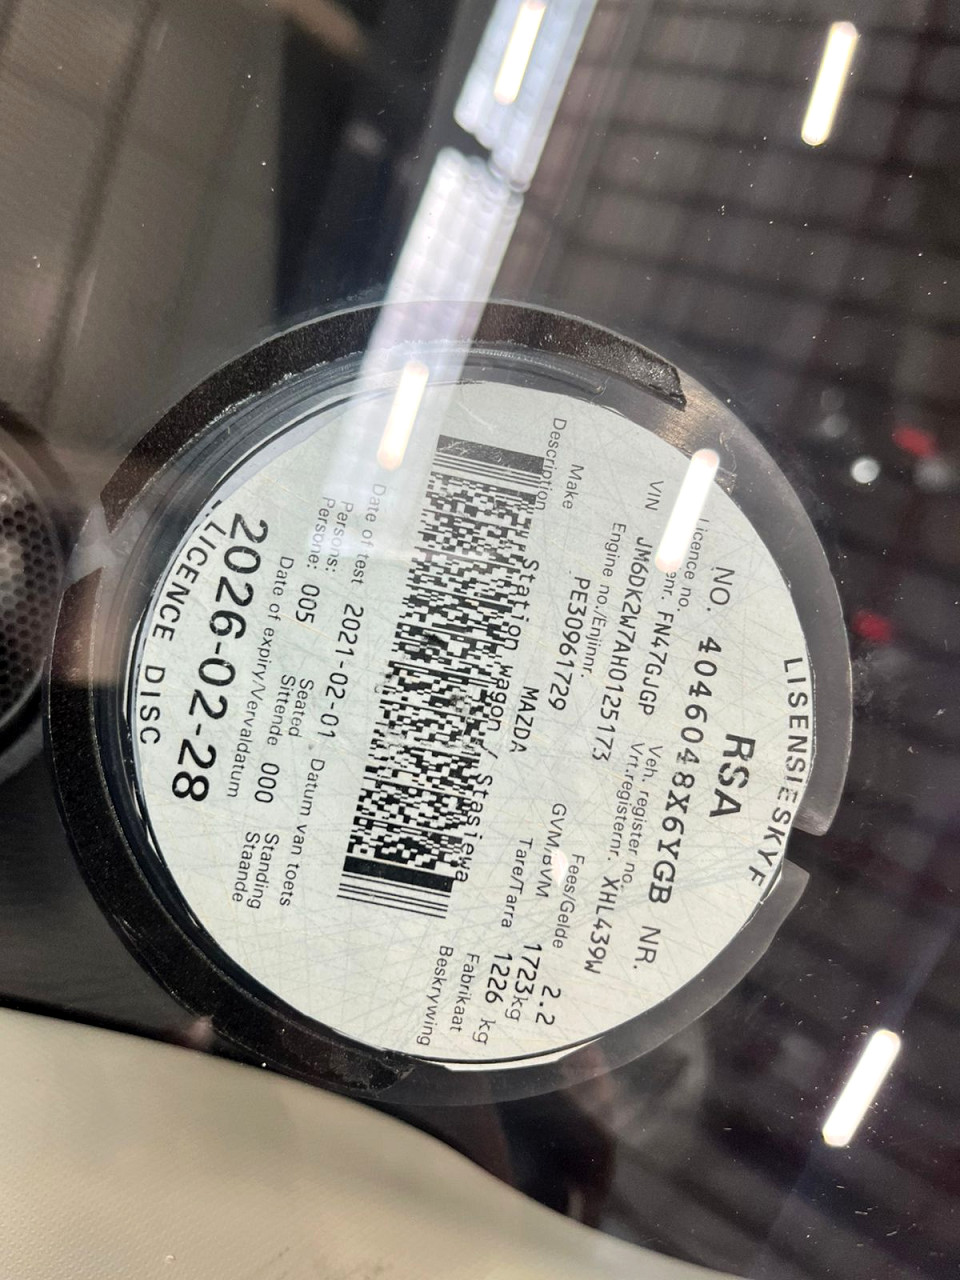 LISENSIESKYF
RSA
NO. 4046048X6YGB NR.
Licence no. FN47GJGP Veh. register no. XHL439W
enr. Vrt.registernr.
VIN JM6DK2W7AH0125173
Engine no./Enjinnr. PE30961729
Fees/Gelde 2.2
GVM/BVM 1723kg
Tare/Tarra 1226 kg
Make MAZDA Fabrikaat
Description Station wagon / Stasiewa Beskrywing
Date of test 2021-02-01 Datum van toets
Persons: 005 Seated 000 Standing
Persone: Sittende Staande
Date of expiry/Vervaldatum
2026-02-28
LICENCE DISC